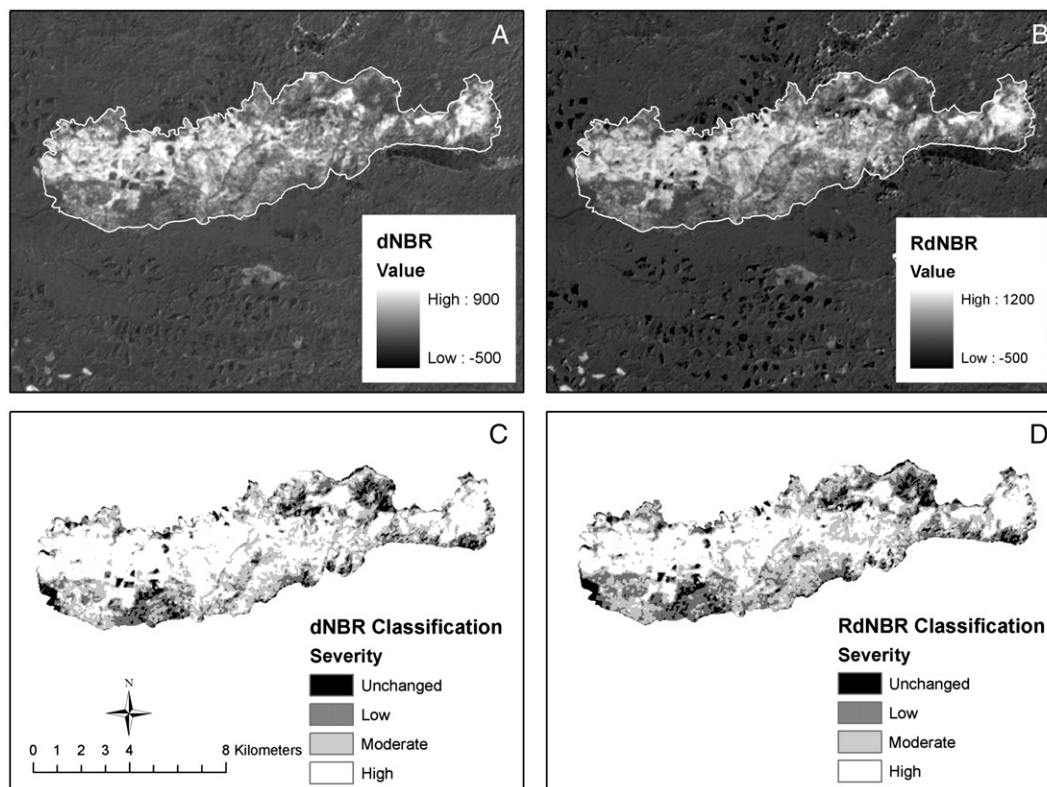 A
dNBR
Value
High : 900
Low : -500
B
RdNBR
Value
High : 1200
Low : -500
C
dNBR Classification
Severity
Unchanged
Low
Moderate
High
N
0 1 2 3 4 8 Kilometers
D
RdNBR Classification
Severity
Unchanged
Low
Moderate
High